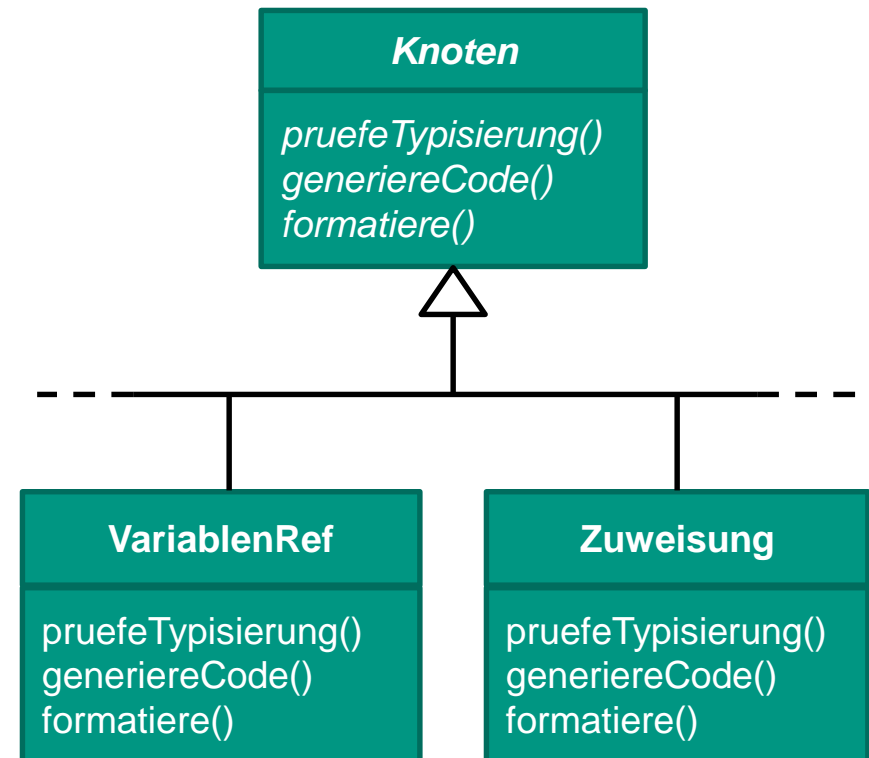 Knoten
pruefeTypisierung()
generiereCode()
formatiere()
VariablenRef
pruefeTypisierung()
generiereCode()
formatiere()
Zuweisung
pruefeTypisierung()
generiereCode()
formatiere()